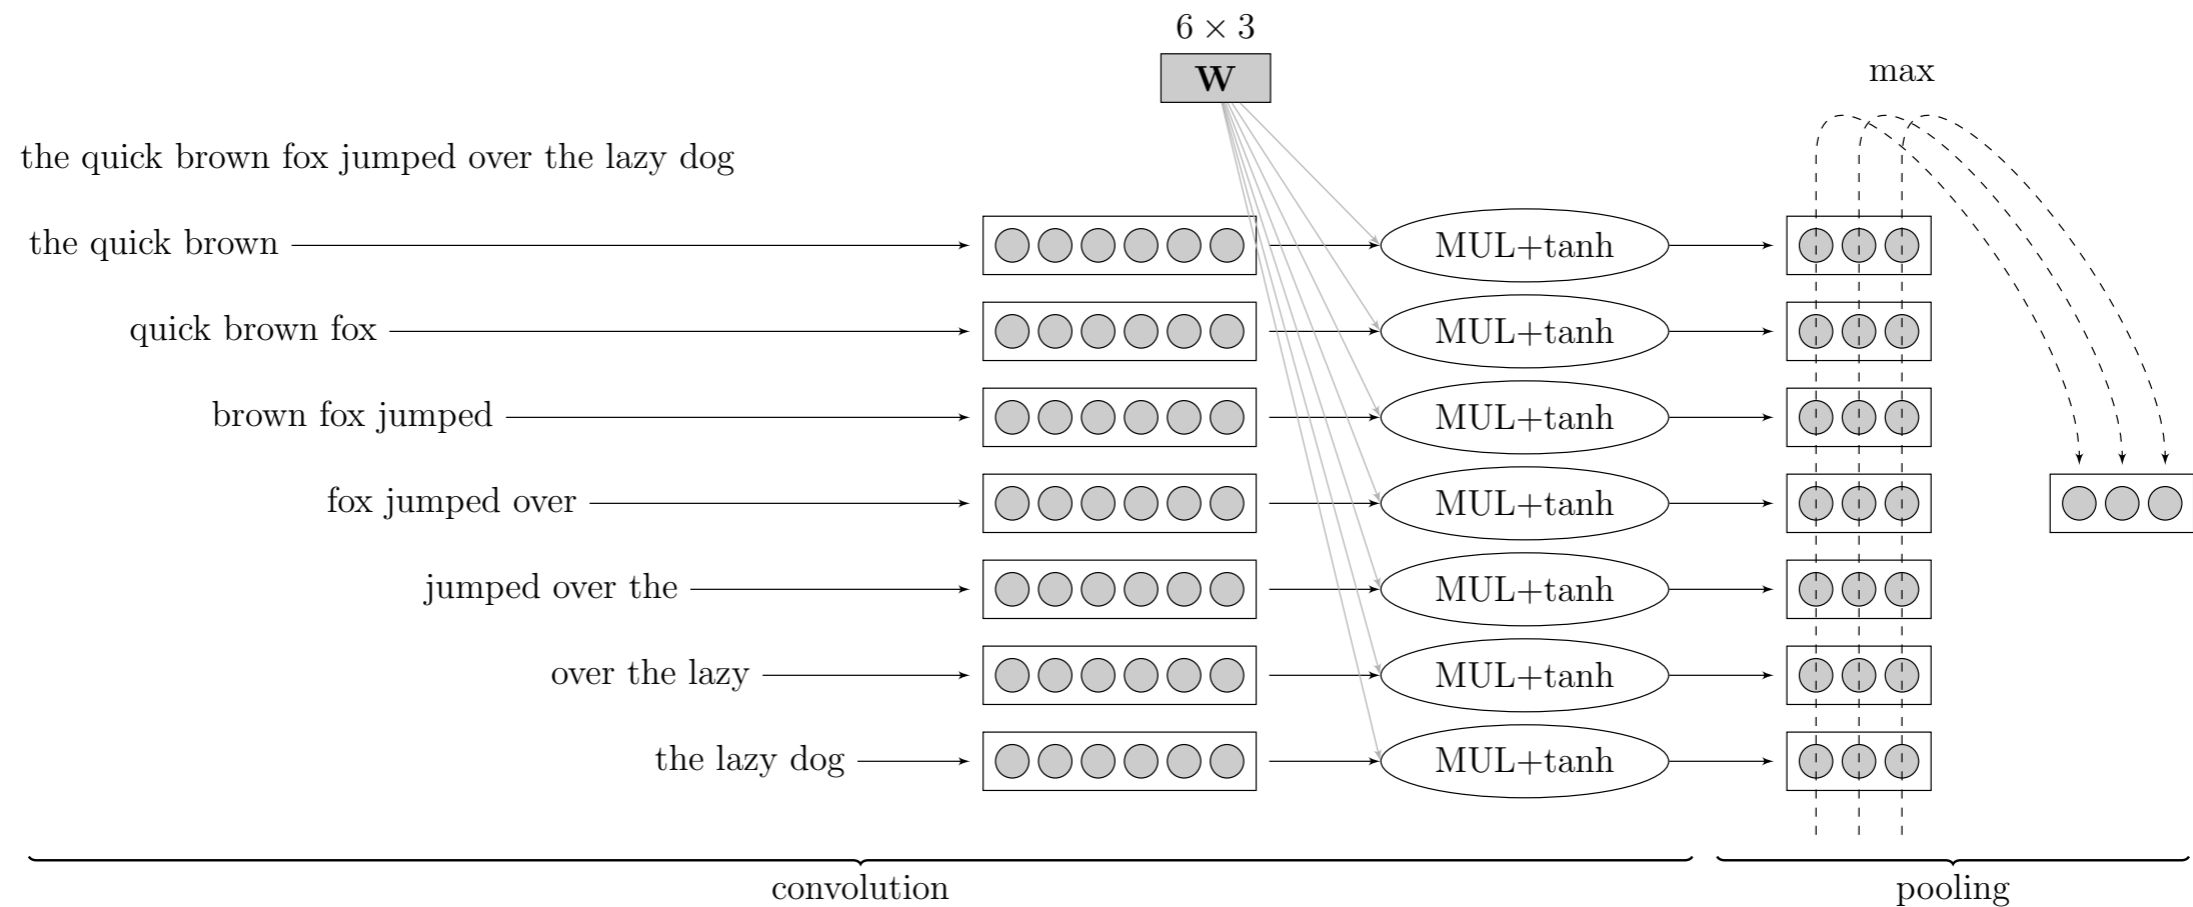 6 × 3
W
max
the quick brown fox jumped over the lazy dog
the quick brown MUL+tanh
quick brown fox MUL+tanh
brown fox jumped MUL+tanh
fox jumped over MUL+tanh
jumped over the MUL+tanh
over the lazy MUL+tanh
the lazy dog MUL+tanh
convolution pooling